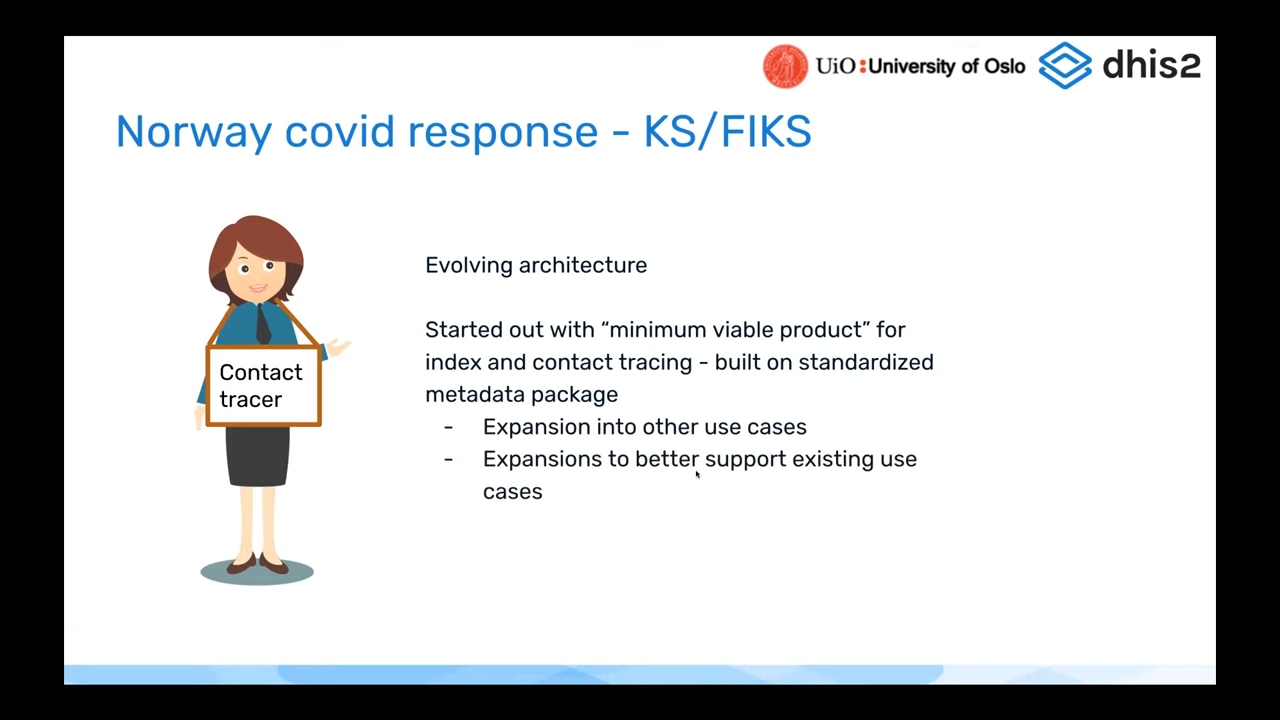 UiO:University of Oslo
dhis2
Norway covid response - KS/FIKS
Contact
tracer
Evolving architecture
Started out with “minimum viable product” for
index and contact tracing - built on standardized
metadata package
- Expansion into other use cases
- Expansions to better support existing use
cases